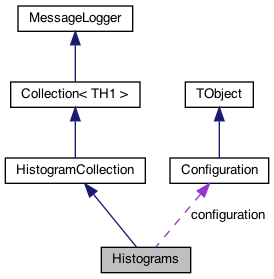 MessageLogger
Collection< TH1 >
TObject
HistogramCollection
Configuration
configuration
Histograms